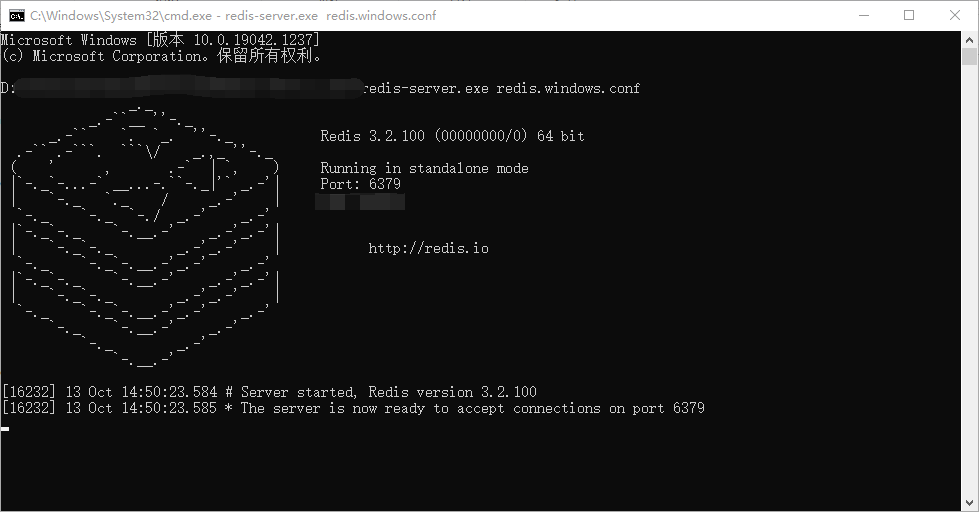 C:\Windows\System32\cmd.exe - redis-server.exe  redis.windows.conf
Microsoft Windows [版本 10.0.19042.1237]
(c) Microsoft Corporation。保留所有权利。
D:
redis-server.exe redis.windows.conf
Redis 3.2.100 (00000000/0) 64 bit
Running in standalone mode
Port: 6379
http://redis.io
[16232] 13 Oct 14:50:23.584 # Server started, Redis version 3.2.100
[16232] 13 Oct 14:50:23.585 * The server is now ready to accept connections on port 6379